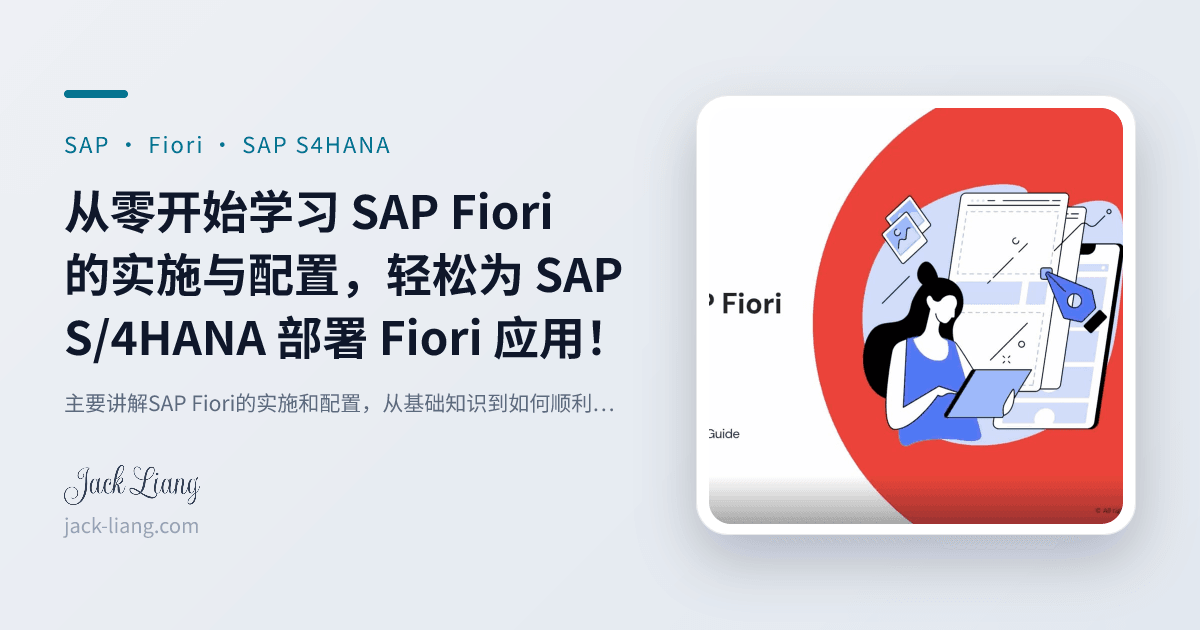 SAP • Fiori • SAP S4HANA
从零开始学习 SAP Fiori
的实施与配置，轻松为 SAP
S/4HANA 部署 Fiori 应用！
主要讲解SAP Fiori的实施和配置，从基础知识到如何顺利…
Jack Liang
jack-liang.com
P Fiori
Guide